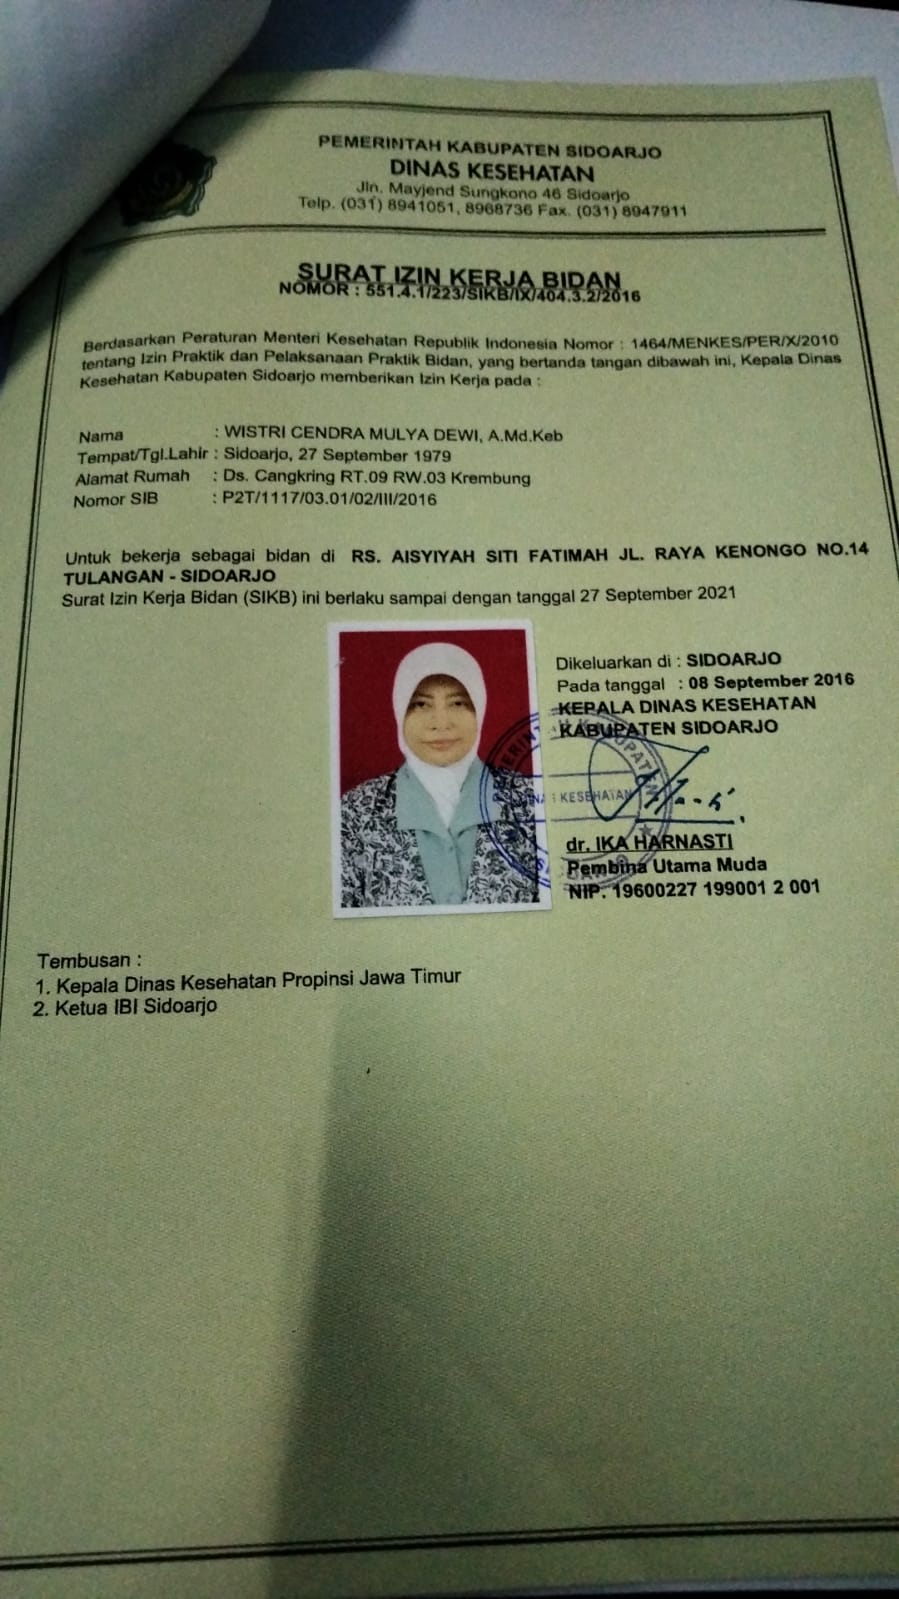 PEMERINTAH KABUPATEN SIDOARJO
DINAS KESEHATAN
Jln. Mayjend Sungkono 46 Sidoarjo
Telp. (031) 8941051, 8968736 Fax. (031) 8947911
SURAT IZIN KERJA BIDAN
NOMOR : 551.4.1/223/SIKB/IX/404.3.2/2016
Berdasarkan Peraturan Menteri Kesehatan Republik Indonesia Nomor : 1464/MENKES/PER/X/2010
tentang Izin Praktik dan Pelaksanaan Praktik Bidan, yang bertanda tangan dibawah ini, Kepala Dinas
Kesehatan Kabupaten Sidoarjo memberikan Izin Kerja pada :
Nama : WISTRI CENDRA MULYA DEWI, A.Md.Keb
Tempat/Tgl.Lahir : Sidoarjo, 27 September 1979
Alamat Rumah : Ds. Cangkring RT.09 RW.03 Krembung
Nomor SIB : P2T/1117/03.01/02/III/2016
Untuk bekerja sebagai bidan di RS. AISYIYAH SITI FATIMAH JL. RAYA KENONGO NO.14
TULANGAN - SIDOARJO
Surat Izin Kerja Bidan (SIKB) ini berlaku sampai dengan tanggal 27 September 2021
Dikeluarkan di : SIDOARJO
Pada tanggal : 08 September 2016
KEPALA DINAS KESEHATAN
KABUPATEN SIDOARJO
KESEHATAN
dr. IKA HARNASTI
Pembina Utama Muda
NIP. 19600227 199001 2 001
Tembusan :
1. Kepala Dinas Kesehatan Propinsi Jawa Timur
2. Ketua IBI Sidoarjo